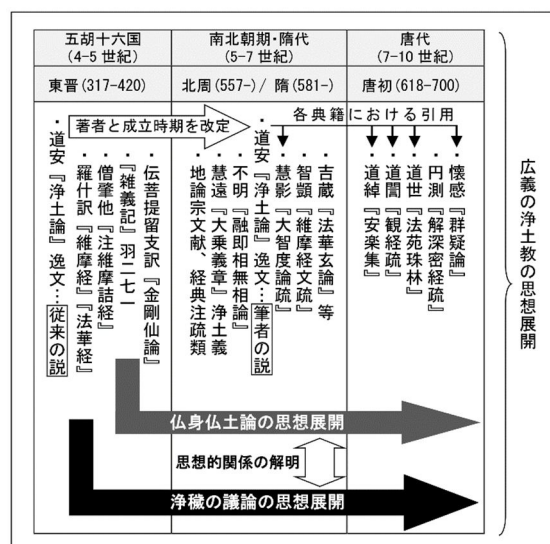 五胡十六国
(4-5 世紀)
南北朝期・隋代
(5-7 世紀)
唐代
(7-10 世紀)
東晋(317-420)
北周(557-)/ 隋(581-)
唐初(618-700)
著者と成立時期を改定
各典籍における引用
・道安『浄土論』逸文…従来の説
・羅什訳『維摩経』『法華経』
・僧肇他『注維摩詰経』
・『雑義記』羽二七一
・伝菩提留支訳『金剛仙論』
・地論宗文献、経典注疏類
・慧遠『大乗義章』浄土義
・不明『融即相無相論』
・道安『浄土論』逸文…筆者の説
・慧影『大智度論疏』
・智顗『維摩経文疏』
・吉蔵『法華玄論』等
・道綽『安楽集』
・道誾『観経疏』
・道世『法苑珠林』
・円測『解深密経疏』
・懐感『群疑論』
仏身仏土論の思想展開
思想的関係の解明
浄穢の議論の思想展開
広義の浄土教の思想展開